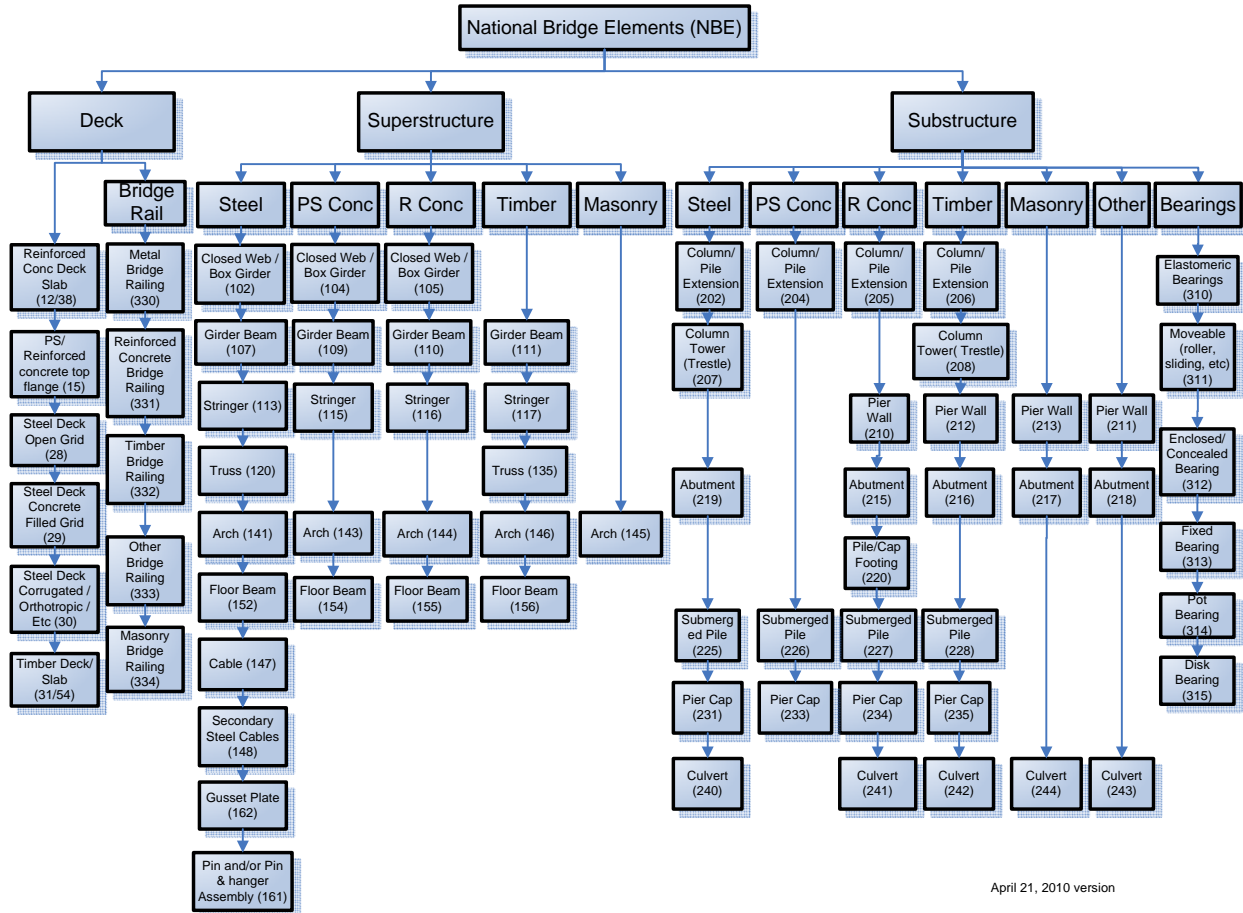 National Bridge Elements (NBE)
Deck
Superstructure
Substructure
Bridge
Rail
Steel
PS Conc
R Conc
Timber
Masonry
Steel
PS Conc
R Conc
Timber
Masonry
Other
Bearings
Reinforced
Conc Deck
Slab
(12/38)
PS/
Reinforced
concrete top
flange (15)
Steel Deck
Open Grid
(28)
Steel Deck
Concrete
Filled Grid
(29)
Steel Deck
Corrugated /
Orthotropic /
Etc (30)
Timber Deck/
Slab
(31/54)
Metal
Bridge
Railing
(330)
Reinforced
Concrete
Bridge
Railing
(331)
Timber
Bridge
Railing
(332)
Other
Bridge
Railing
(333)
Masonry
Bridge
Railing
(334)
Closed Web /
Box Girder
(102)
Girder Beam
(107)
Stringer (113)
Truss (120)
Arch (141)
Floor Beam
(152)
Cable (147)
Secondary
Steel Cables
(148)
Gusset Plate
(162)
Pin and/or Pin
& hanger
Assembly (161)
Closed Web /
Box Girder
(104)
Girder Beam
(109)
Stringer
(115)
Arch (143)
Floor Beam
(154)
Closed Web /
Box Girder
(105)
Girder Beam
(110)
Stringer
(116)
Arch (144)
Floor Beam
(155)
Girder Beam
(111)
Stringer
(117)
Truss (135)
Arch (146)
Floor Beam
(156)
Arch (145)
Column/
Pile
Extension
(202)
Column
Tower
(Trestle)
(207)
Abutment
(219)
Submerg
ed Pile
(225)
Pier Cap
(231)
Culvert
(240)
Column/
Pile
Extension
(204)
Submerged
Pile
(226)
Pier Cap
(233)
Column/
Pile
Extension
(205)
Pier
Wall
(210)
Abutment
(215)
Pile/Cap
Footing
(220)
Submerged
Pile
(227)
Pier Cap
(234)
Culvert
(241)
Column/
Pile
Extension
(206)
Column
Tower( Trestle)
(208)
Pier Wall
(212)
Abutment
(216)
Submerged
Pile
(228)
Pier Cap
(235)
Culvert
(242)
Pier Wall
(213)
Abutment
(217)
Culvert
(244)
Pier Wall
(211)
Abutment
(218)
Culvert
(243)
Elastomeric
Bearings
(310)
Moveable
(roller,
sliding, etc)
(311)
Enclosed/
Concealed
Bearing
(312)
Fixed
Bearing
(313)
Pot
Bearing
(314)
Disk
Bearing
(315)
April 21, 2010 version